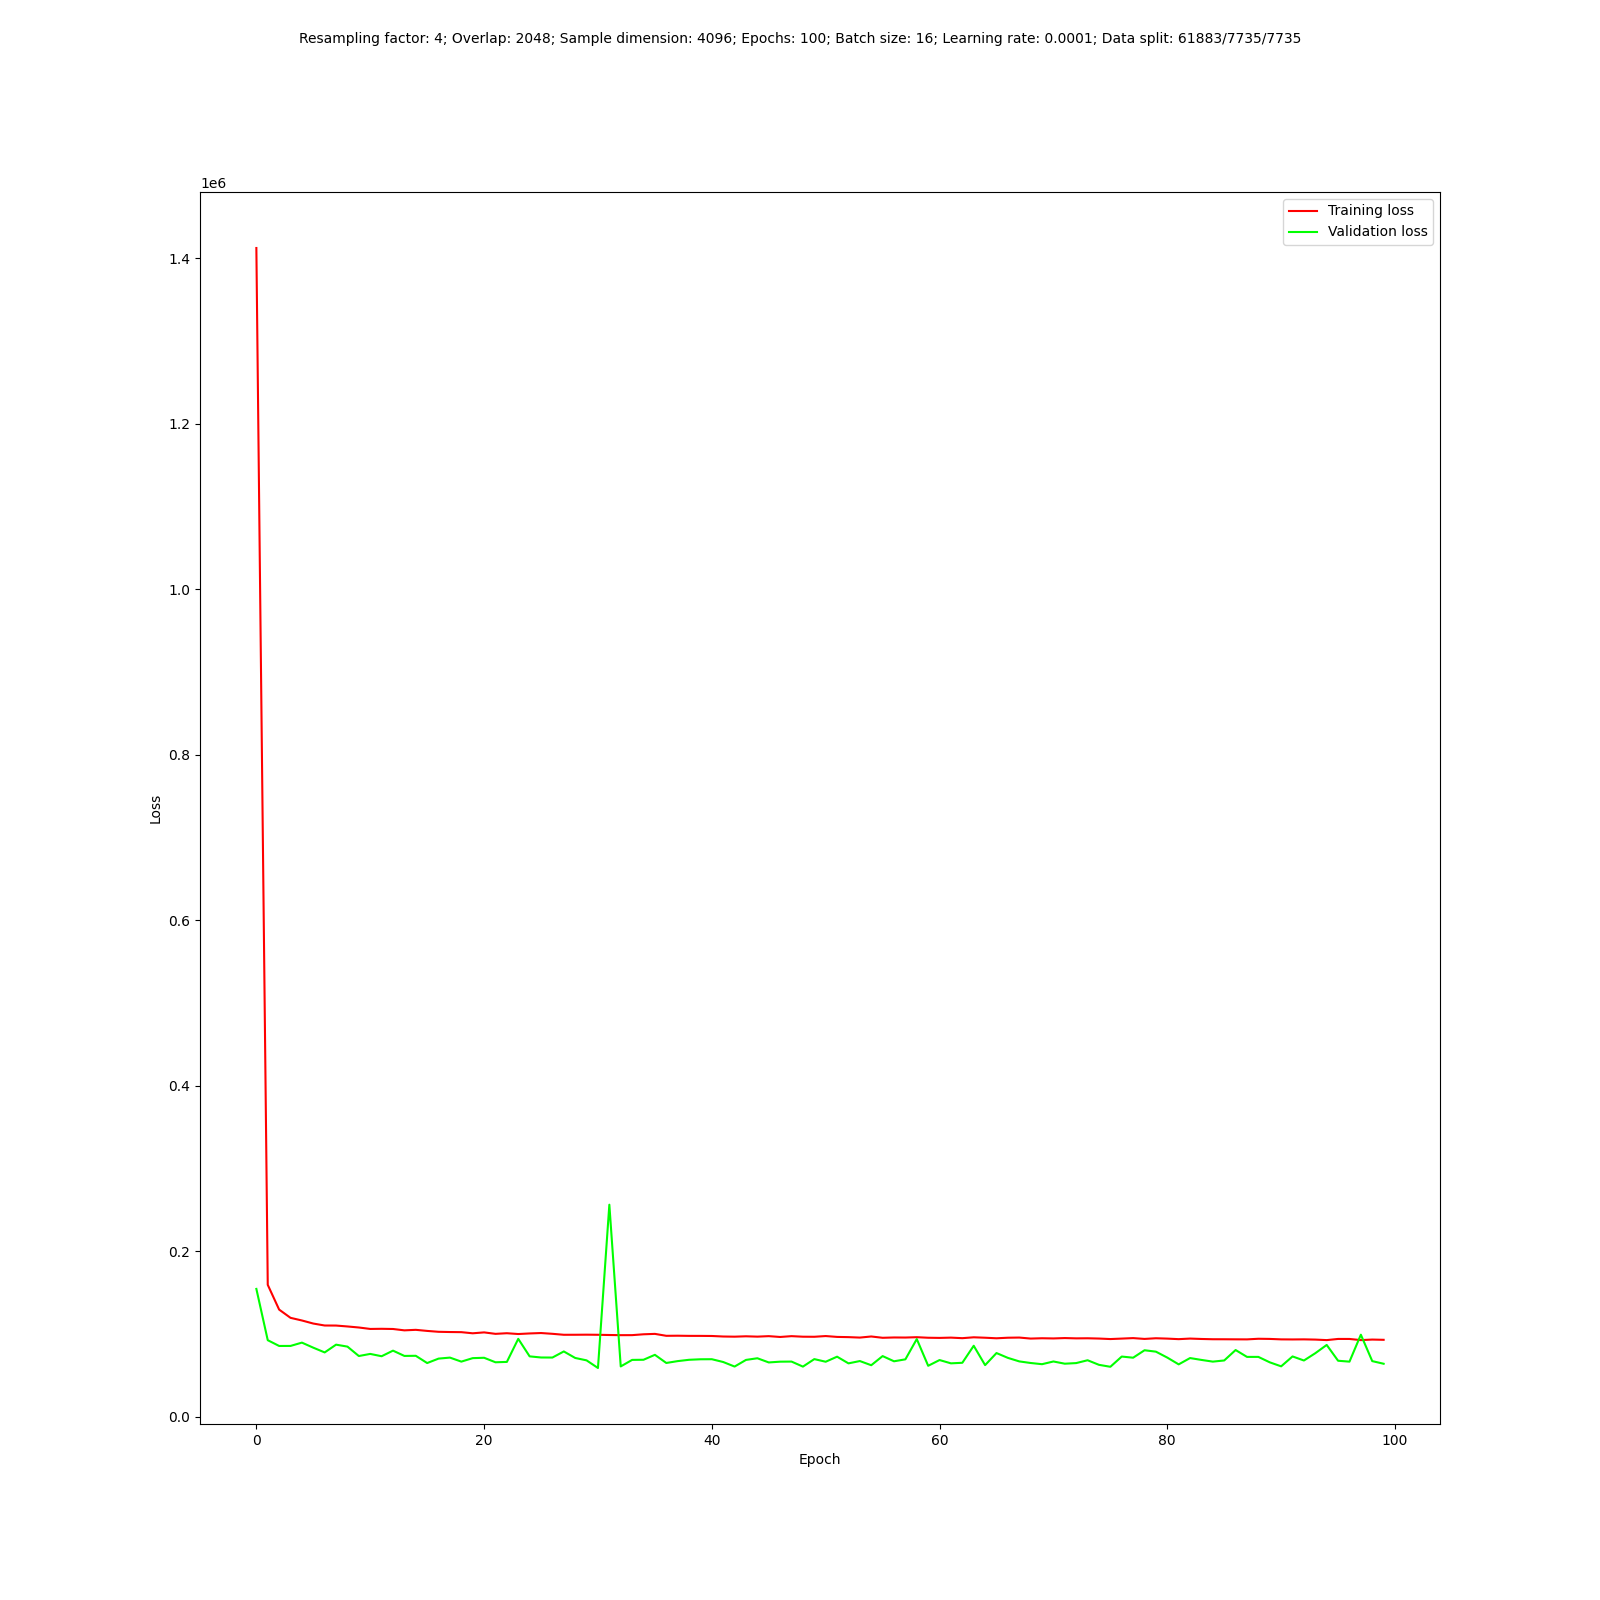 Resampling factor: 4; Overlap: 2048; Sample dimension: 4096; Epochs: 100; Batch size: 16; Learning rate: 0.0001; Data split: 61883/7735/7735
1e6
Training loss
Validation loss
1.4
1.2
1.0
0.8
0.6
0.4
0.2
0.0
Loss
0 20 40 60 80 100
Epoch